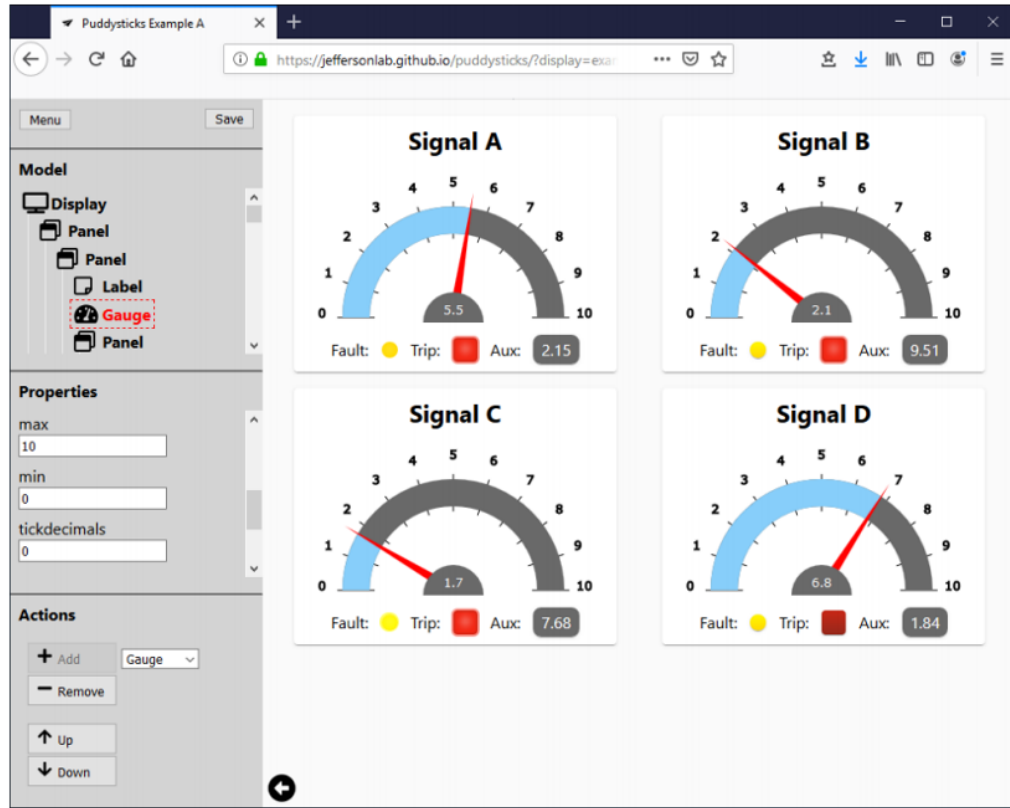 Puddysticks Example A
https://jeffersonlab.github.io/puddysticks/?display=exa
Menu Save
Model
Display
Panel
Panel
Label
Gauge
Panel
Properties
max
10
min
0
tickdecimals
0
Actions
Add Gauge
Remove
Up
Down
Signal A
0 1 2 3 4 5 6 7 8 9 10
5.5
Fault: Trip: Aux: 2.15
Signal B
0 1 2 3 4 5 6 7 8 9 10
2.1
Fault: Trip: Aux: 9.51
Signal C
0 1 2 3 4 5 6 7 8 9 10
1.7
Fault: Trip: Aux: 7.68
Signal D
0 1 2 3 4 5 6 7 8 9 10
6.8
Fault: Trip: Aux: 1.84